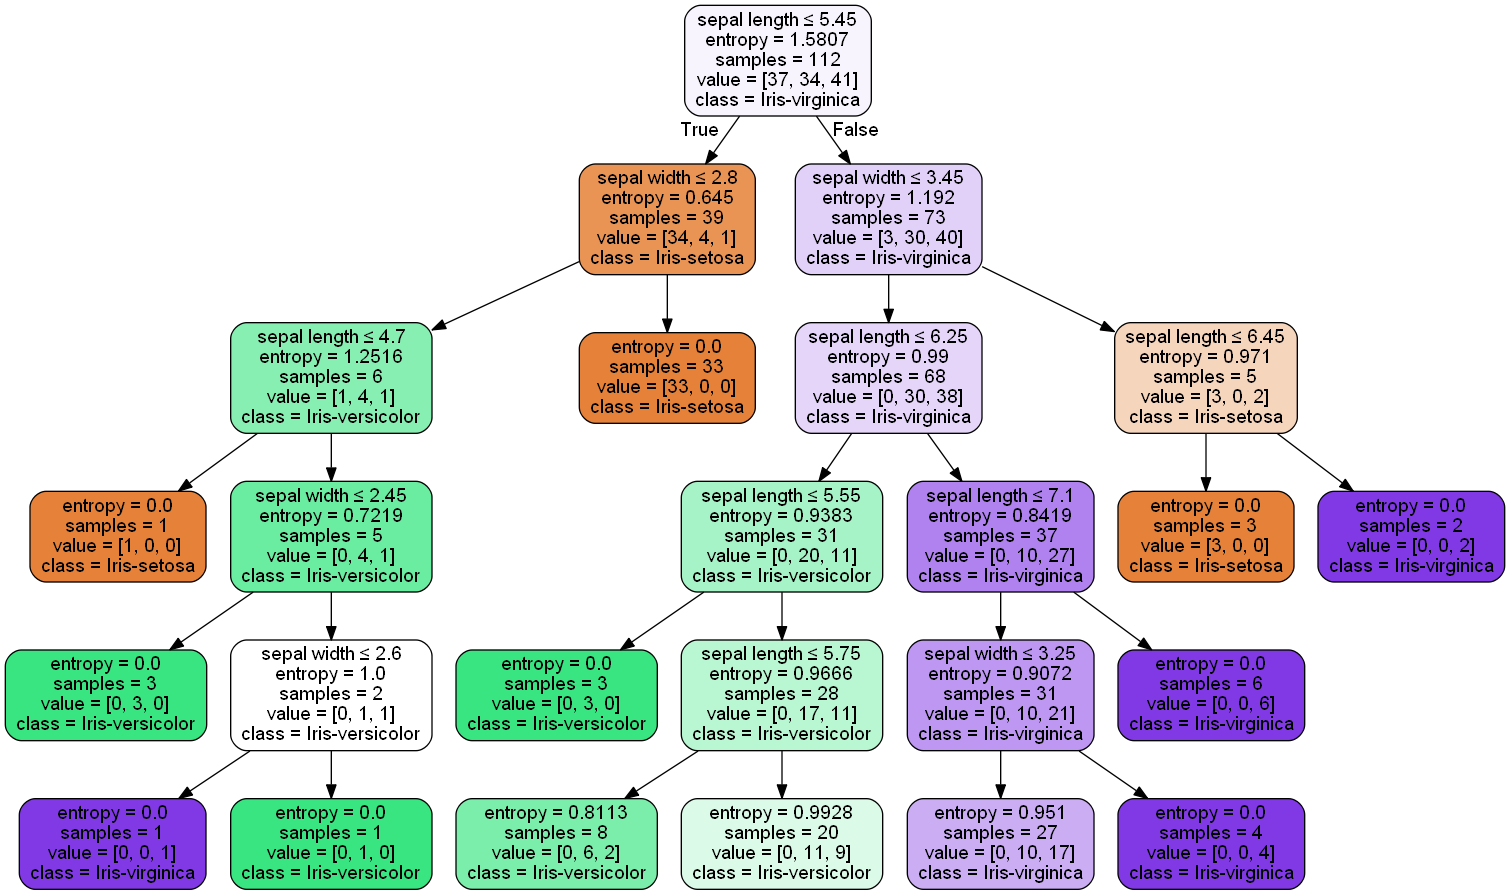 sepal length ≤ 5.45
entropy = 1.5807
samples = 112
value = [37, 34, 41]
class = Iris-virginica
True
False
sepal width ≤ 2.8
entropy = 0.645
samples = 39
value = [34, 4, 1]
class = Iris-setosa
sepal width ≤ 3.45
entropy = 1.192
samples = 73
value = [3, 30, 40]
class = Iris-virginica
sepal length ≤ 4.7
entropy = 1.2516
samples = 6
value = [1, 4, 1]
class = Iris-versicolor
entropy = 0.0
samples = 33
value = [33, 0, 0]
class = Iris-setosa
sepal length ≤ 6.25
entropy = 0.99
samples = 68
value = [0, 30, 38]
class = Iris-virginica
sepal length ≤ 6.45
entropy = 0.971
samples = 5
value = [3, 0, 2]
class = Iris-setosa
entropy = 0.0
samples = 1
value = [1, 0, 0]
class = Iris-setosa
sepal width ≤ 2.45
entropy = 0.7219
samples = 5
value = [0, 4, 1]
class = Iris-versicolor
sepal length ≤ 5.55
entropy = 0.9383
samples = 31
value = [0, 20, 11]
class = Iris-versicolor
sepal length ≤ 7.1
entropy = 0.8419
samples = 37
value = [0, 10, 27]
class = Iris-virginica
entropy = 0.0
samples = 3
value = [3, 0, 0]
class = Iris-setosa
entropy = 0.0
samples = 2
value = [0, 0, 2]
class = Iris-virginica
entropy = 0.0
samples = 3
value = [0, 3, 0]
class = Iris-versicolor
sepal width ≤ 2.6
entropy = 1.0
samples = 2
value = [0, 1, 1]
class = Iris-versicolor
entropy = 0.0
samples = 3
value = [0, 3, 0]
class = Iris-versicolor
sepal length ≤ 5.75
entropy = 0.9666
samples = 28
value = [0, 17, 11]
class = Iris-versicolor
sepal width ≤ 3.25
entropy = 0.9072
samples = 31
value = [0, 10, 21]
class = Iris-virginica
entropy = 0.0
samples = 6
value = [0, 0, 6]
class = Iris-virginica
entropy = 0.0
samples = 1
value = [0, 0, 1]
class = Iris-virginica
entropy = 0.0
samples = 1
value = [0, 1, 0]
class = Iris-versicolor
entropy = 0.8113
samples = 8
value = [0, 6, 2]
class = Iris-versicolor
entropy = 0.9928
samples = 20
value = [0, 11, 9]
class = Iris-versicolor
entropy = 0.951
samples = 27
value = [0, 10, 17]
class = Iris-virginica
entropy = 0.0
samples = 4
value = [0, 0, 4]
class = Iris-virginica